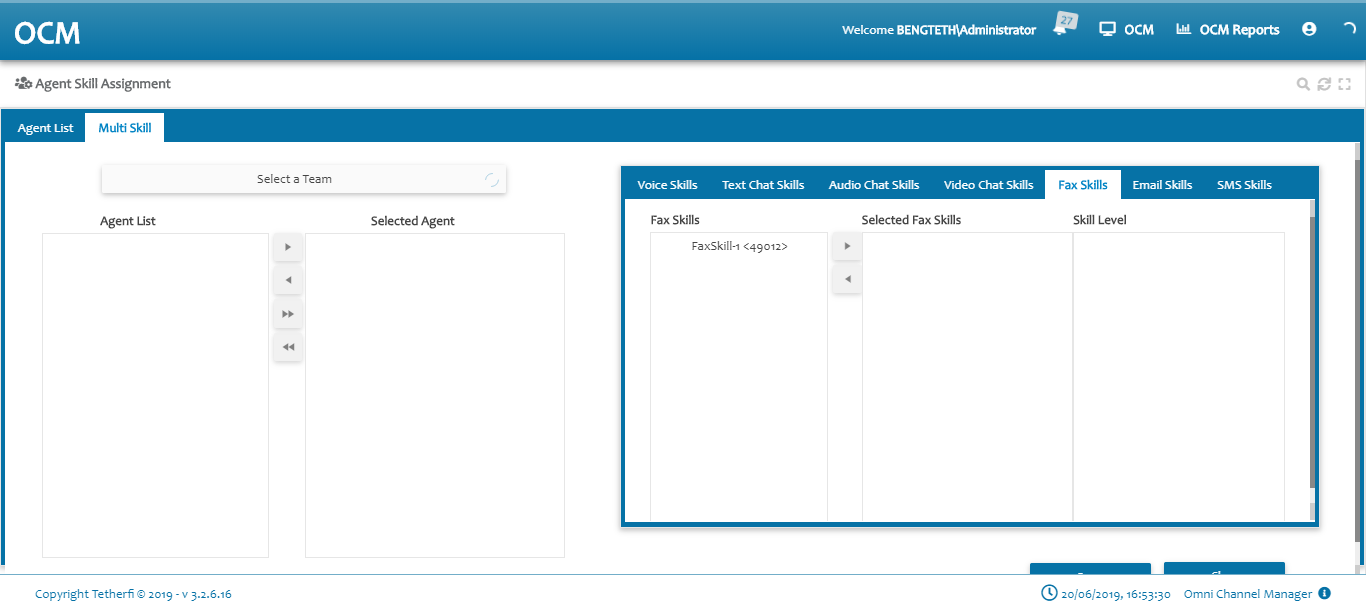 OCM
Welcome BENGTETH\Administrator
27
OCM
OCM Reports
Agent Skill Assignment
Agent List
Multi Skill
Select a Team
Agent List
Selected Agent
Voice Skills
Text Chat Skills
Audio Chat Skills
Video Chat Skills
Fax Skills
Email Skills
SMS Skills
Fax Skills
Selected Fax Skills
Skill Level
FaxSkill-1 <49012>
Copyright Tetherfi © 2019 - v 3.2.6.16
20/06/2019, 16:53:30
Omni Channel Manager